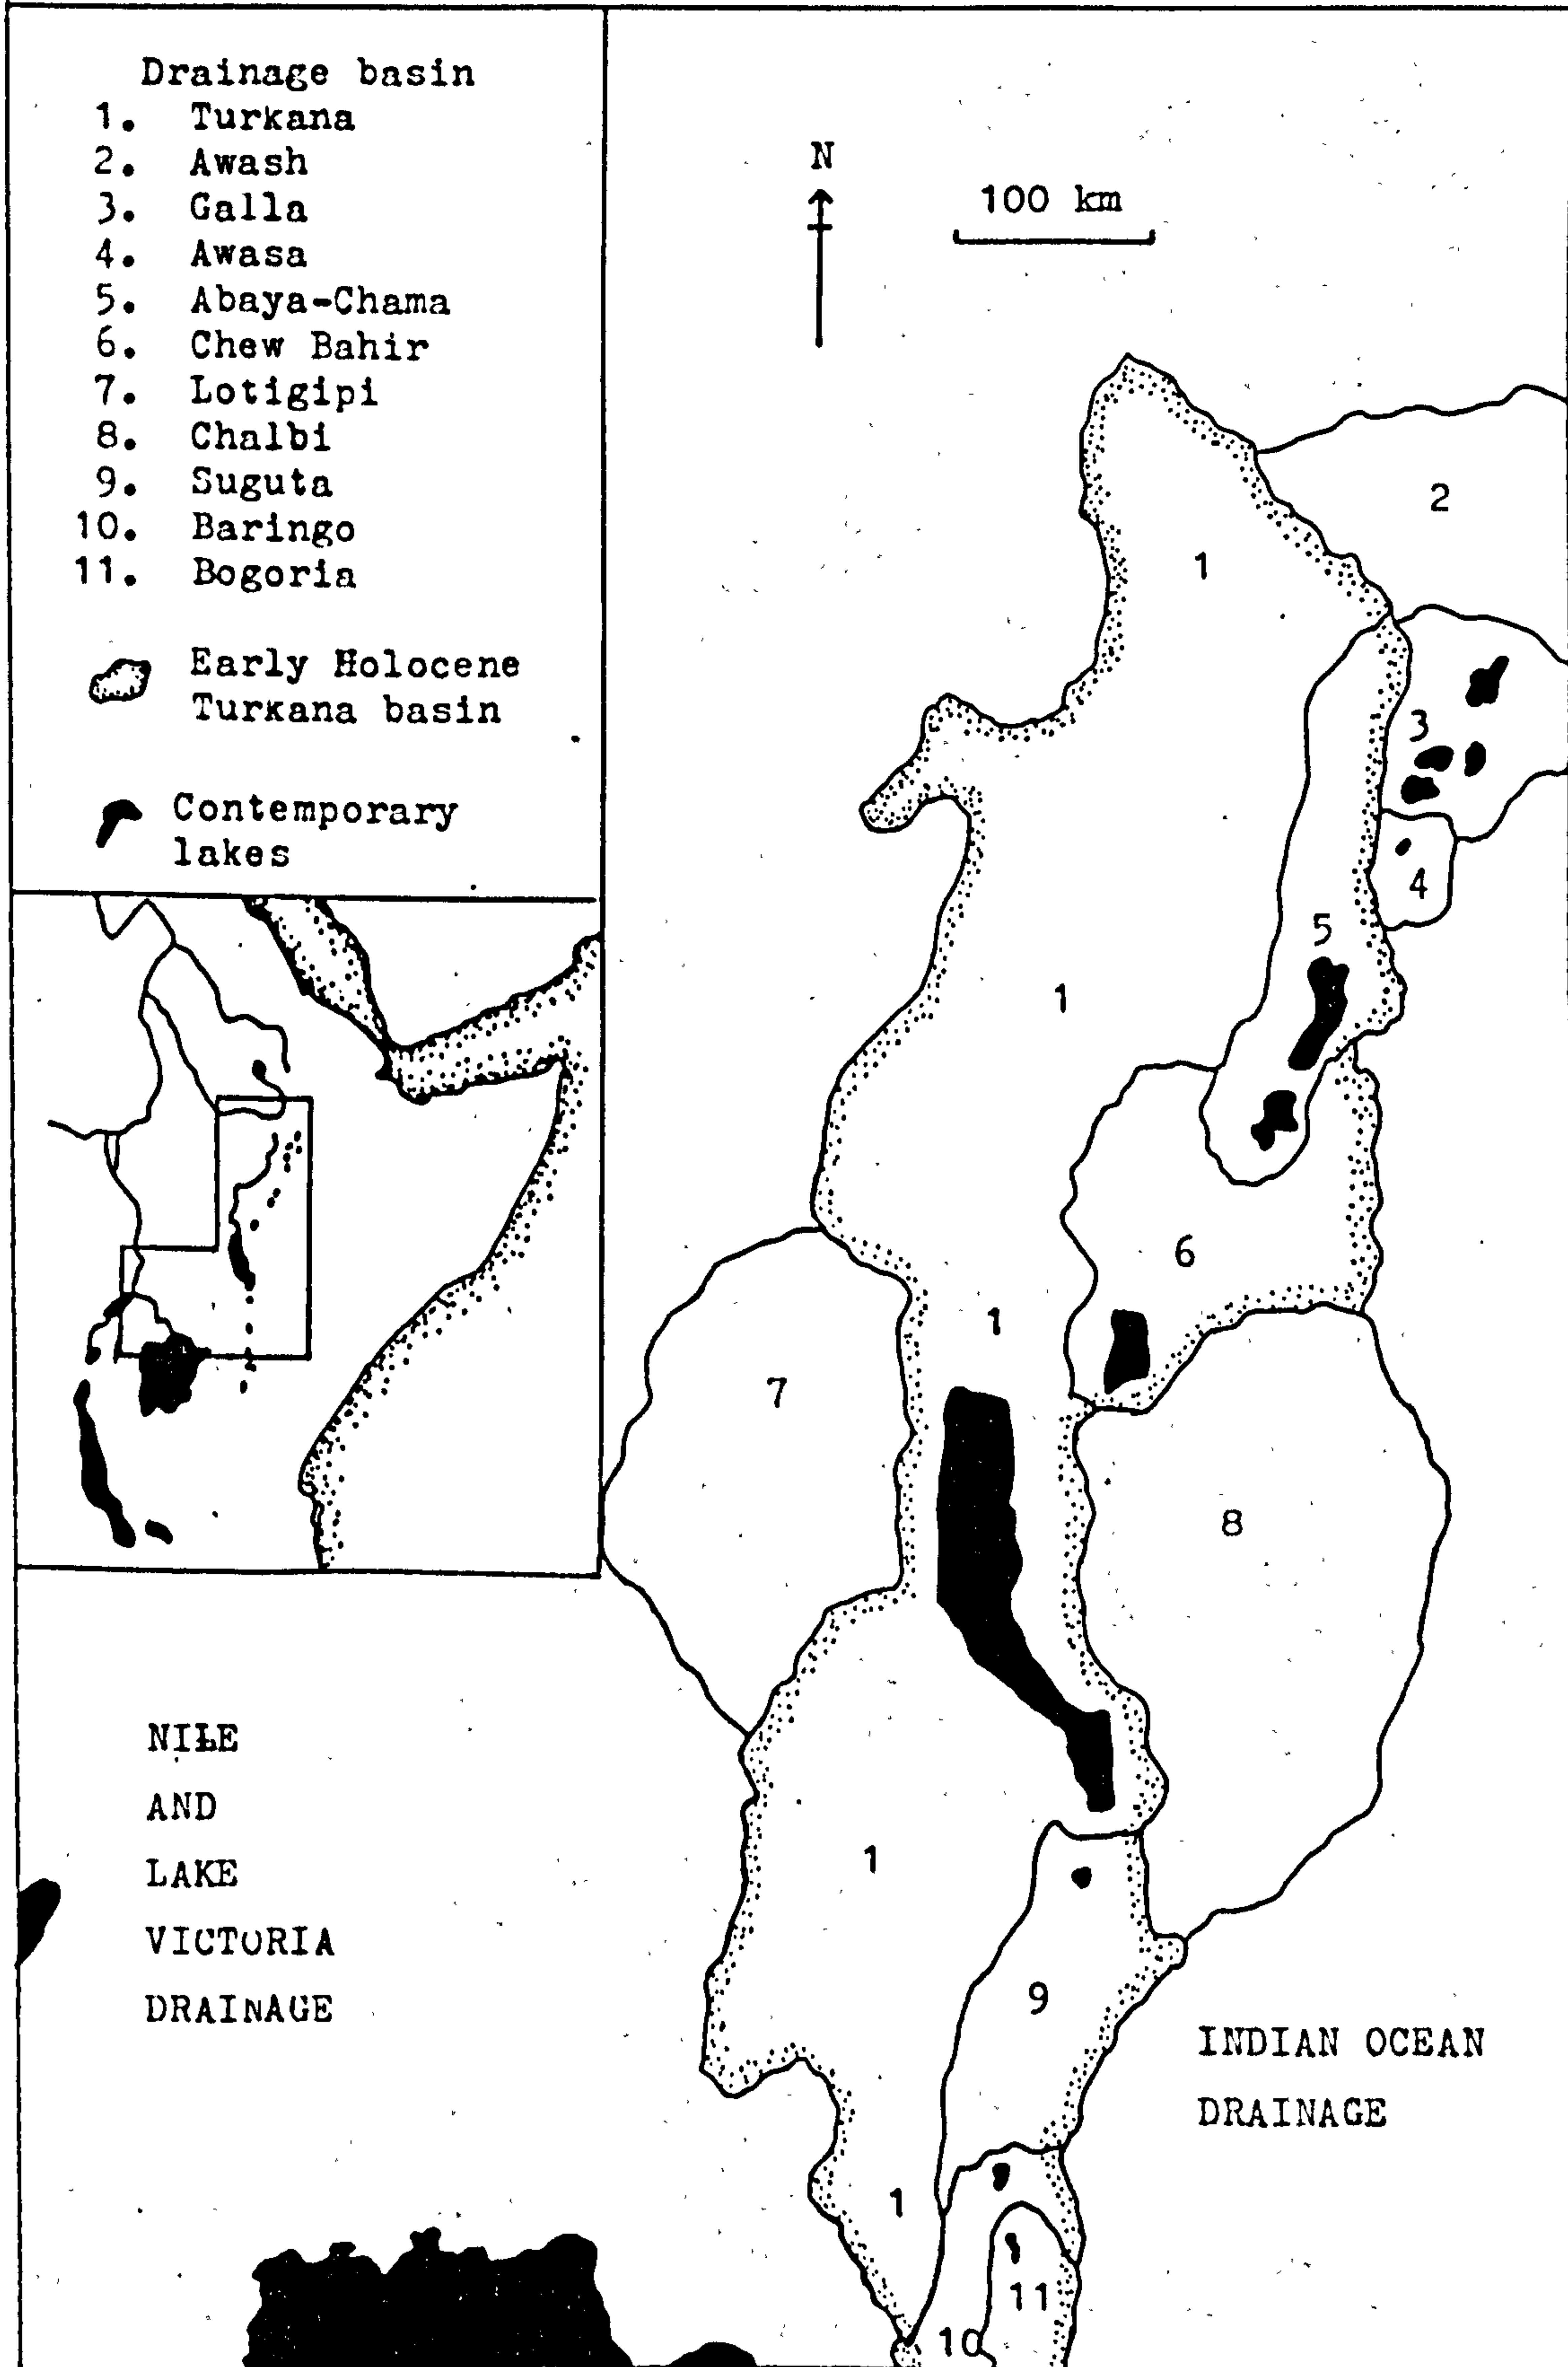 Drainage basin
1. Turkana
2. Awash
3. Galla
4. Awasa
5. Abaya-Chama
6. Chew Bahir
7. Lotigipi
8. Chalbi
9. Suguta
10. Baringo
11. Bogoria
Early Holocene
Turkana basin
Contemporary
lakes
N
100 km
2
1
3
4
5
1
6
1
7
8
NILE
AND
LAKE
VICTORIA
DRAINAGE
1
9
INDIAN OCEAN
DRAINAGE
1
11
10